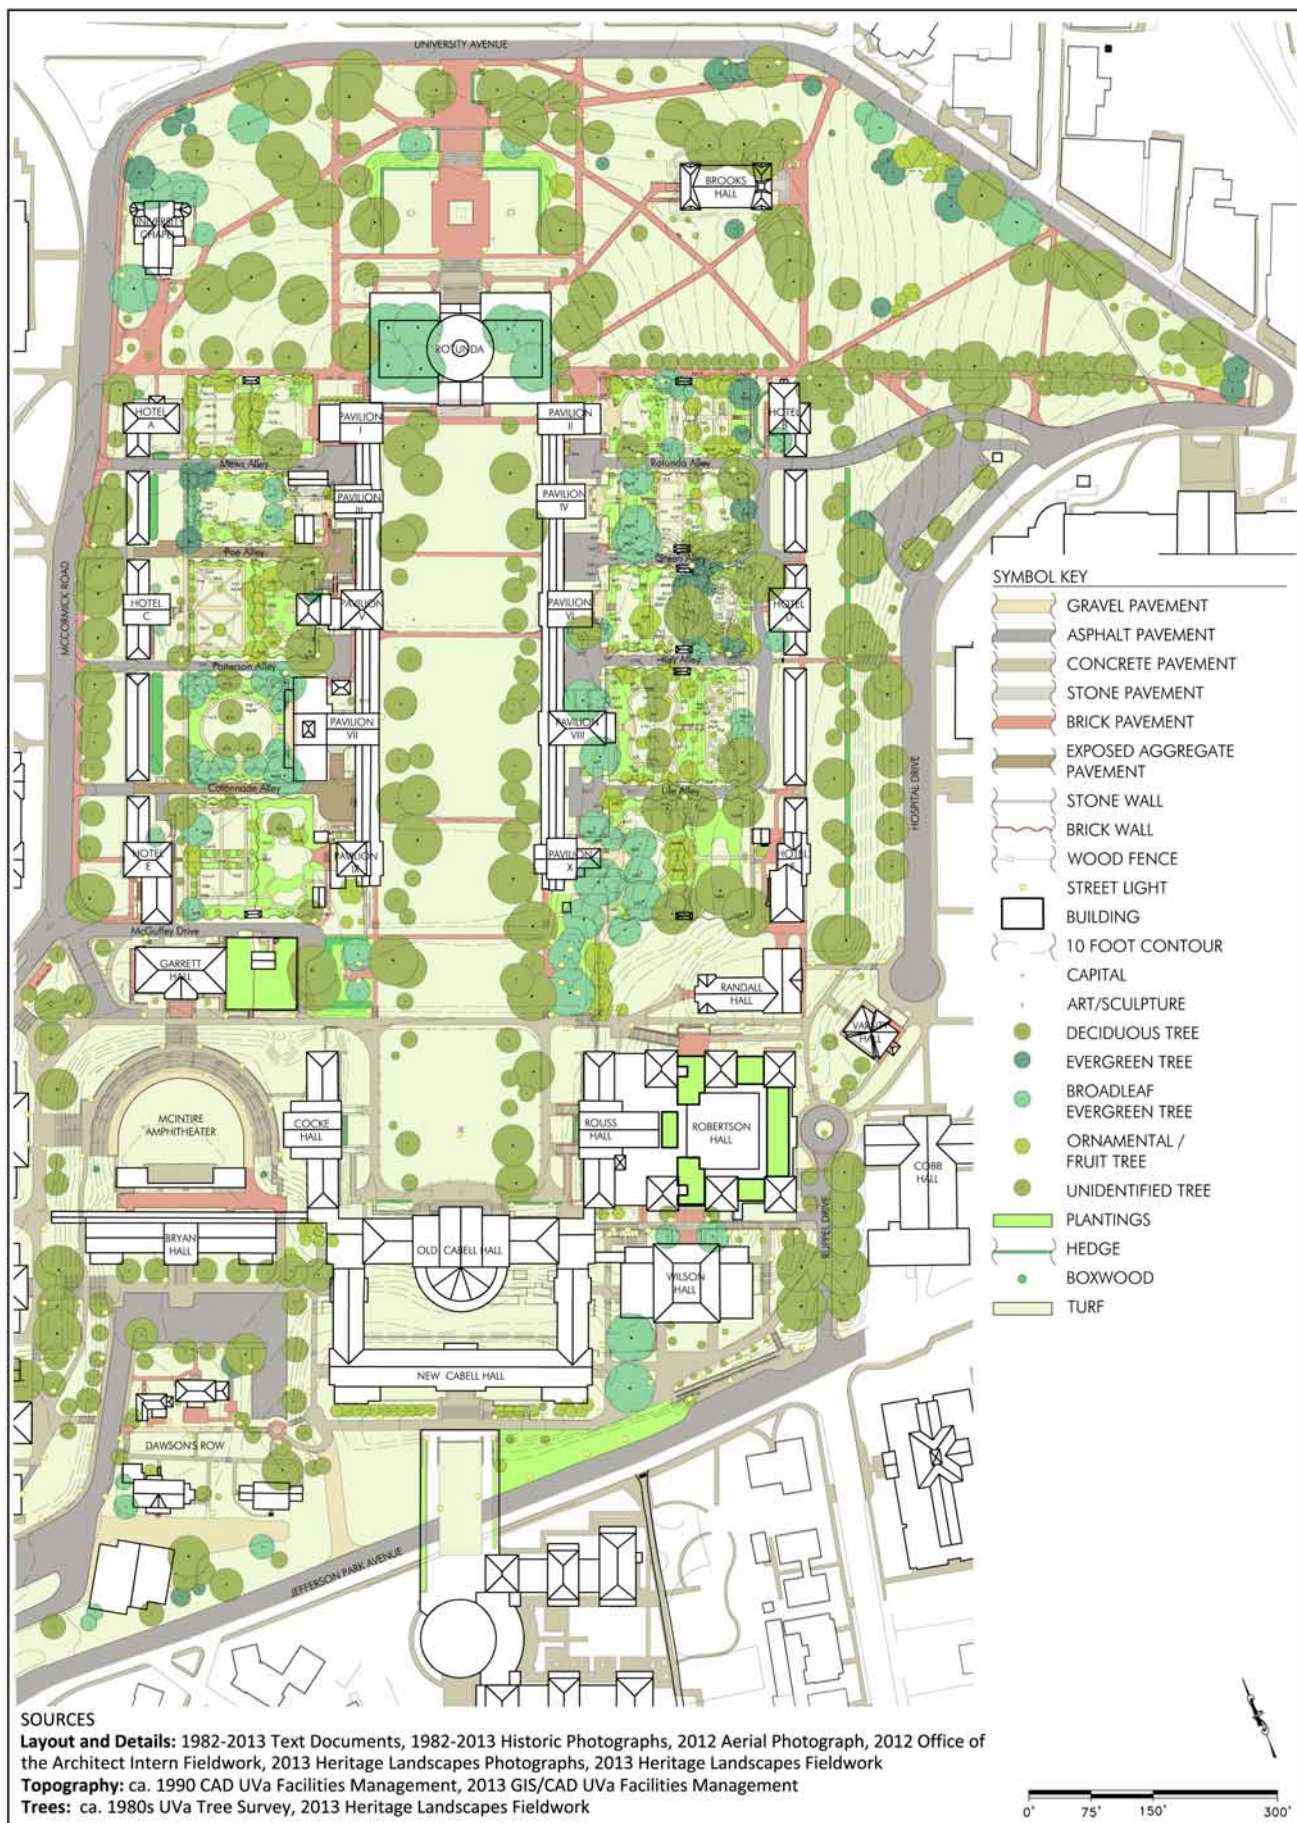 UNIVERSITY AVENUE
BROOKS
HALL
UNIVERSITY
CHAPEL
ROTUNDA
HOTEL
A
PAVILION
I
PAVILION
II
HOTEL
Mews Alley
Rotunda Alley
PAVILION
III
PAVILION
IV
Poe Alley
Green
MCCORMICK ROAD
HOTEL
C
PAVILION
V
PAVILION
VI
HOTEL
D
Patterson Alley
Alley
PAVILION
VII
PAVILION
VIII
HOSPITAL DRIVE
Colonnade Alley
Lile Alley
HOTEL
E
PAVILION
IX
PAVILION
X
HOTEL
McGuffey Drive
GARRETT
HALL
RANDALL
HALL
VARSITY
HALL
MCINTIRE
AMPHITHEATER
COCKE
HALL
ROUSS
HALL
ROBERTSON
HALL
COBB
HALL
RUPPEL DRIVE
BRYAN
HALL
OLD CABELL HALL
WILSON
HALL
NEW CABELL HALL
DAWSON'S ROW
JEFFERSON PARK AVENUE
SYMBOL KEY
GRAVEL PAVEMENT
ASPHALT PAVEMENT
CONCRETE PAVEMENT
STONE PAVEMENT
BRICK PAVEMENT
EXPOSED AGGREGATE
PAVEMENT
STONE WALL
BRICK WALL
WOOD FENCE
STREET LIGHT
BUILDING
10 FOOT CONTOUR
CAPITAL
ART/SCULPTURE
DECIDUOUS TREE
EVERGREEN TREE
BROADLEAF
EVERGREEN TREE
ORNAMENTAL /
FRUIT TREE
UNIDENTIFIED TREE
PLANTINGS
HEDGE
BOXWOOD
TURF
SOURCES
Layout and Details: 1982-2013 Text Documents, 1982-2013 Historic Photographs, 2012 Aerial Photograph, 2012 Office of
the Architect Intern Fieldwork, 2013 Heritage Landscapes Photographs, 2013 Heritage Landscapes Fieldwork
Topography: ca. 1990 CAD UVa Facilities Management, 2013 GIS/CAD UVa Facilities Management
Trees: ca. 1980s UVa Tree Survey, 2013 Heritage Landscapes Fieldwork
0' 75' 150' 300'